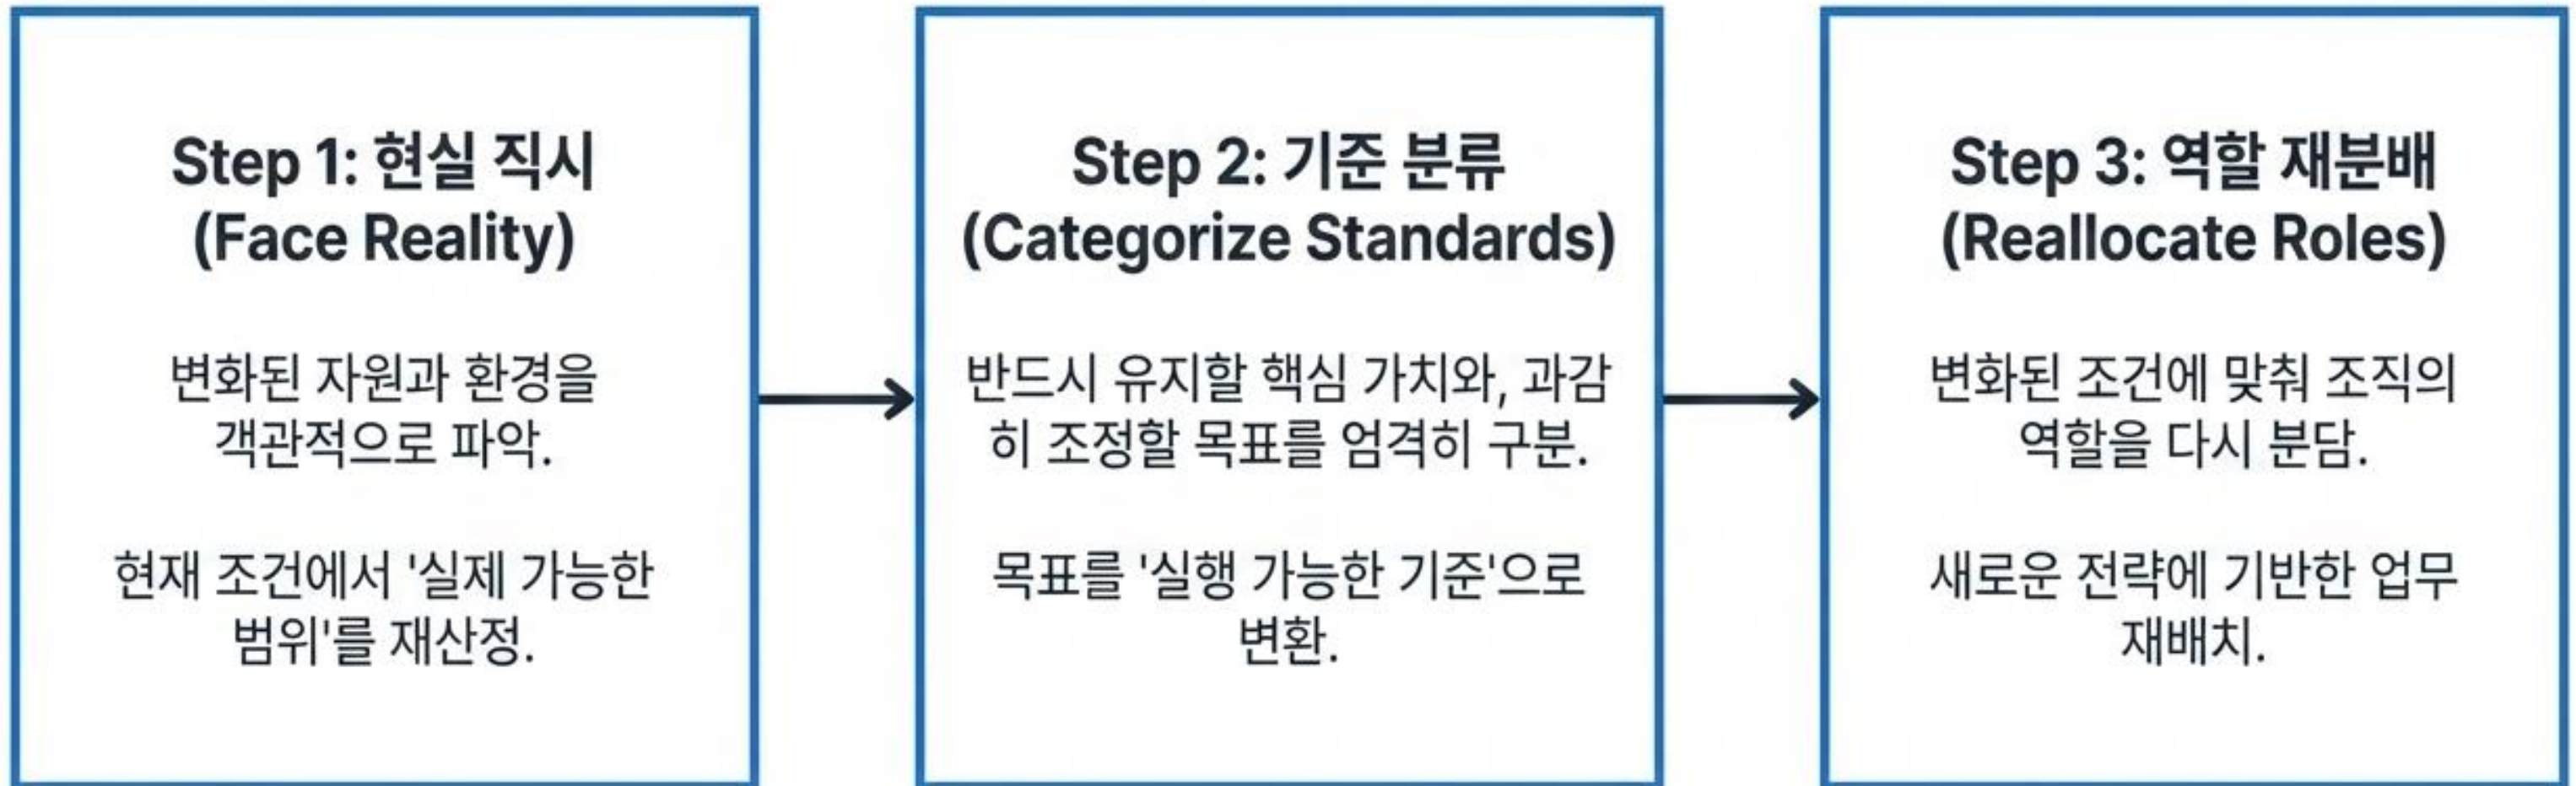 Step 1: 현실 직시
(Face Reality)
변화된 자원과 환경을
객관적으로 파악.
현재 조건에서 '실제 가능한
범위'를 재산정.
Step 2: 기준 분류
(Categorize Standards)
반드시 유지할 핵심 가치와, 과감
히 조정할 목표를 엄격히 구분.
목표를 '실행 가능한 기준'으로
변환.
Step 3: 역할 재분배
(Reallocate Roles)
변화된 조건에 맞춰 조직의
역할을 다시 분담.
새로운 전략에 기반한 업무
재배치.